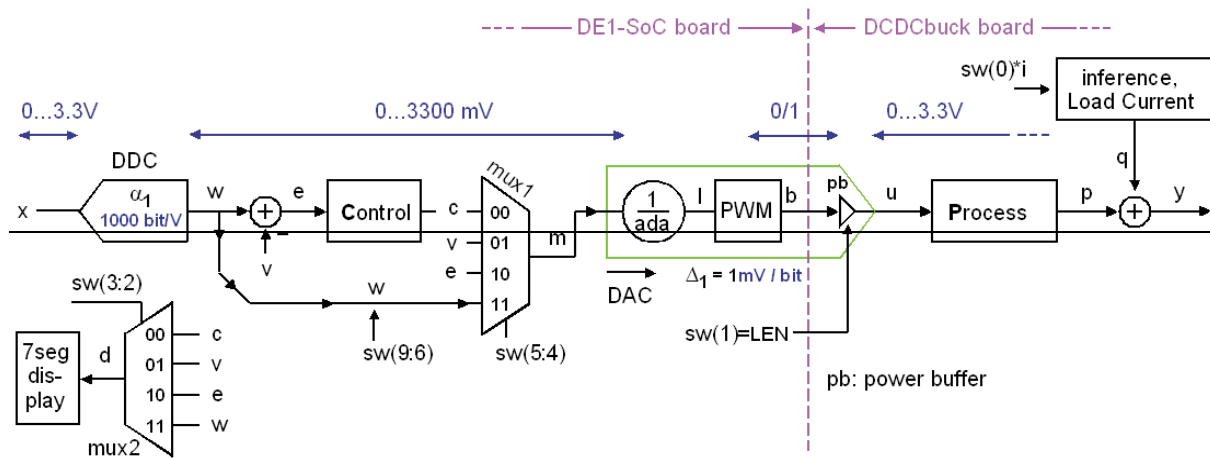 DE1-SoC board
DCDCbuck board
sw(0)*i
inference,
Load Current
0...3.3V
0...3300 mV
0/1
0...3.3V
DDC
mux1
q
x
α1
1000 bit/V
w
+
e
Control
c
00
1
ada
l
PWM
b
pb
u
Process
p
+
y
-
v
v
01
m
e
10
w
11
DAC
Δ1 = 1mV / bit
sw(3:2)
sw(9:6)
sw(5:4)
sw(1)=LEN
7seg
dis-
play
d
00
c
01
v
10
e
11
w
mux2
pb: power buffer